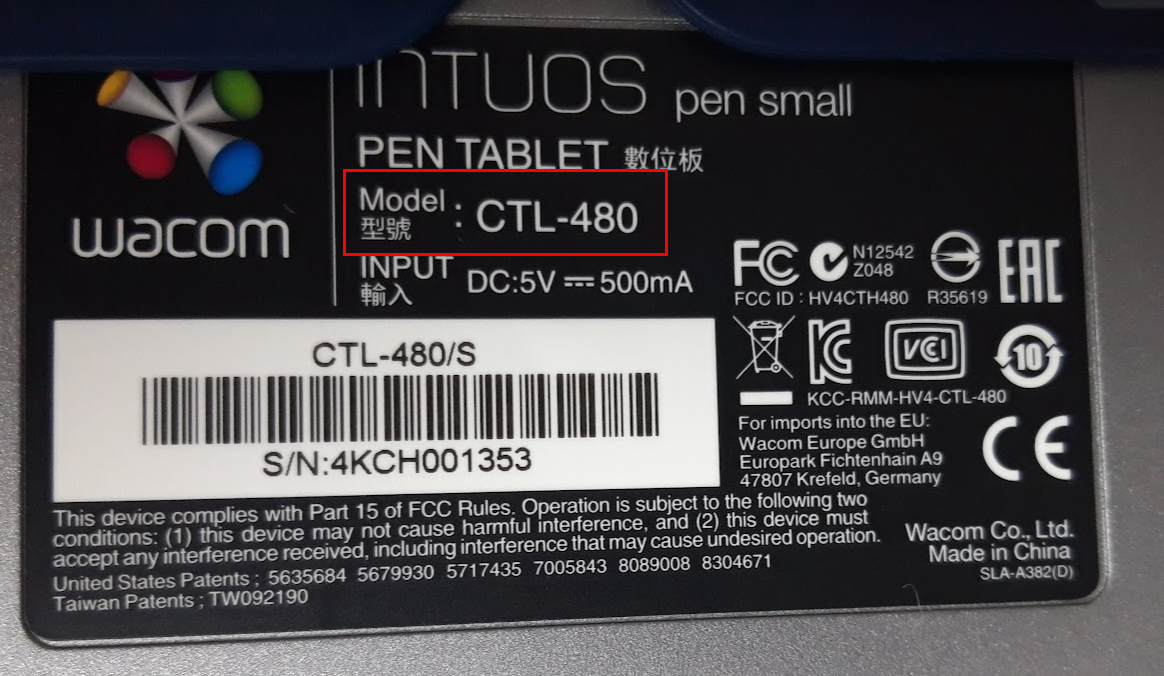 wacom
INTUOS pen small
PEN TABLET 數位板
Model
型號 : CTL-480
INPUT
輸入 DC:5V ⎓ 500mA
FC
N12542
Z048
EAC
FCC ID : HV4CTH480 R35619
KC VCCI 10
KCC-RMM-HV4-CTL-480
CTL-480/S
S/N:4KCH001353
For imports into the EU:
Wacom Europe GmbH
Europark Fichtenhain A9
47807 Krefeld, Germany
CE
This device complies with Part 15 of FCC Rules. Operation is subject to the following two
conditions: (1) this device may not cause harmful interference, and (2) this device must
accept any interference received, including interference that may cause undesired operation.
United States Patents ; 5635684 5679930 5717435 7005843 8089008 8304671
Taiwan Patents ; TW092190
Wacom Co., Ltd.
Made in China
SLA-A382(D)